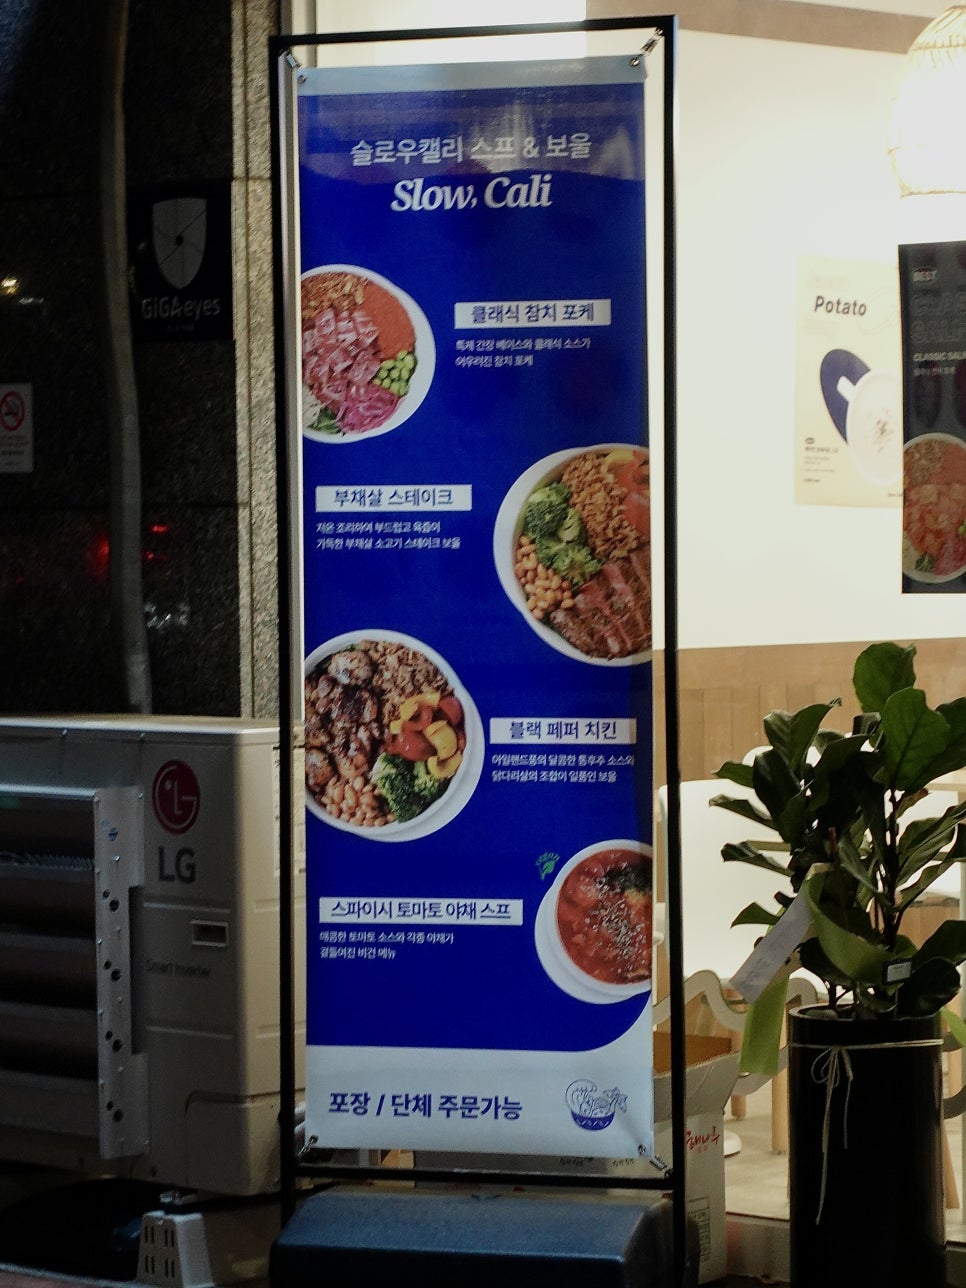 슬로우캘리 스프 & 보울
Slow, Cali
클래식 참치 포케
특제 간장 베이스와 클래식 소스가
어우러진 참치 포케
부채살 스테이크
저온 조리하여 부드럽고 육즙이
가득한 부채살 소고기 스테이크 보울
블랙 페퍼 치킨
아일랜드풍의 달콤한 통후추 소스와
닭다리살의 조합이 일품인 보울
스파이시 토마토 야채 스프
매콤한 토마토 소스와 각종 야채가
곁들여진 비건 메뉴
포장 / 단체 주문가능
GiGAeyes
LG
Smart Inverter
Potato
BEST
CLASSIC